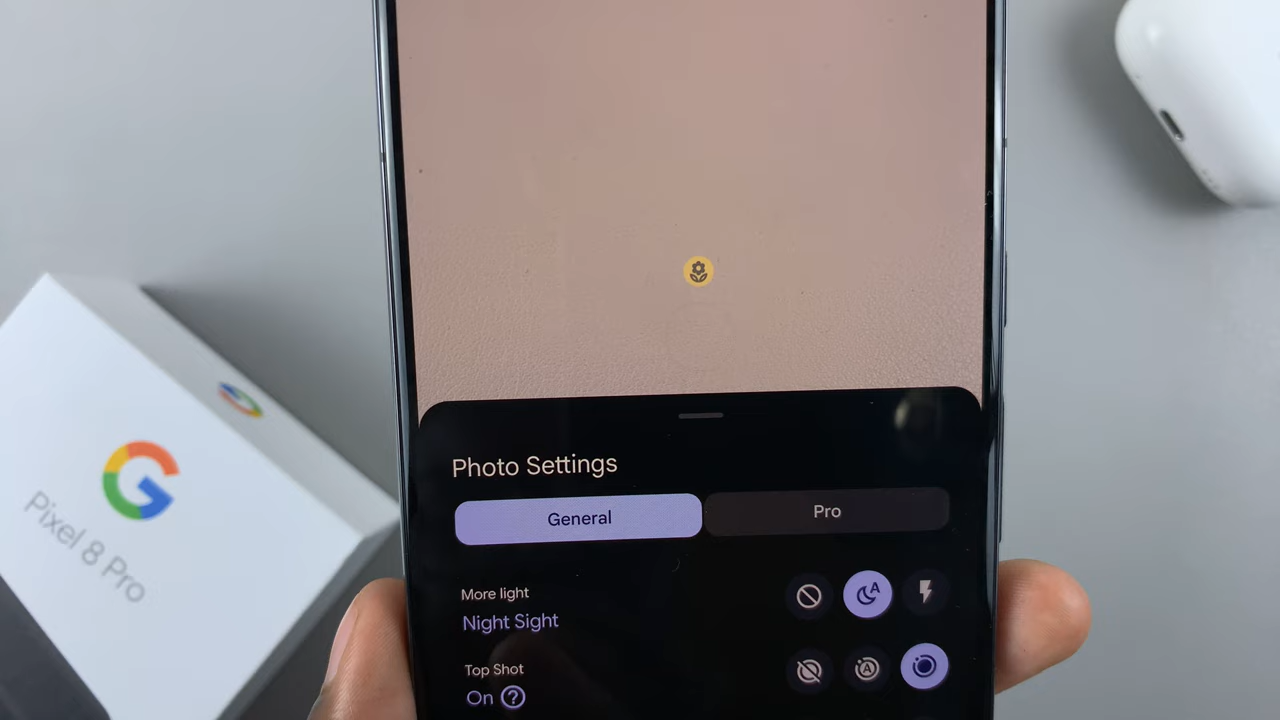 Photo Settings
General
Pro
More light
Night Sight
A
Top Shot
On ?
A
G
Pixel 8 Pro